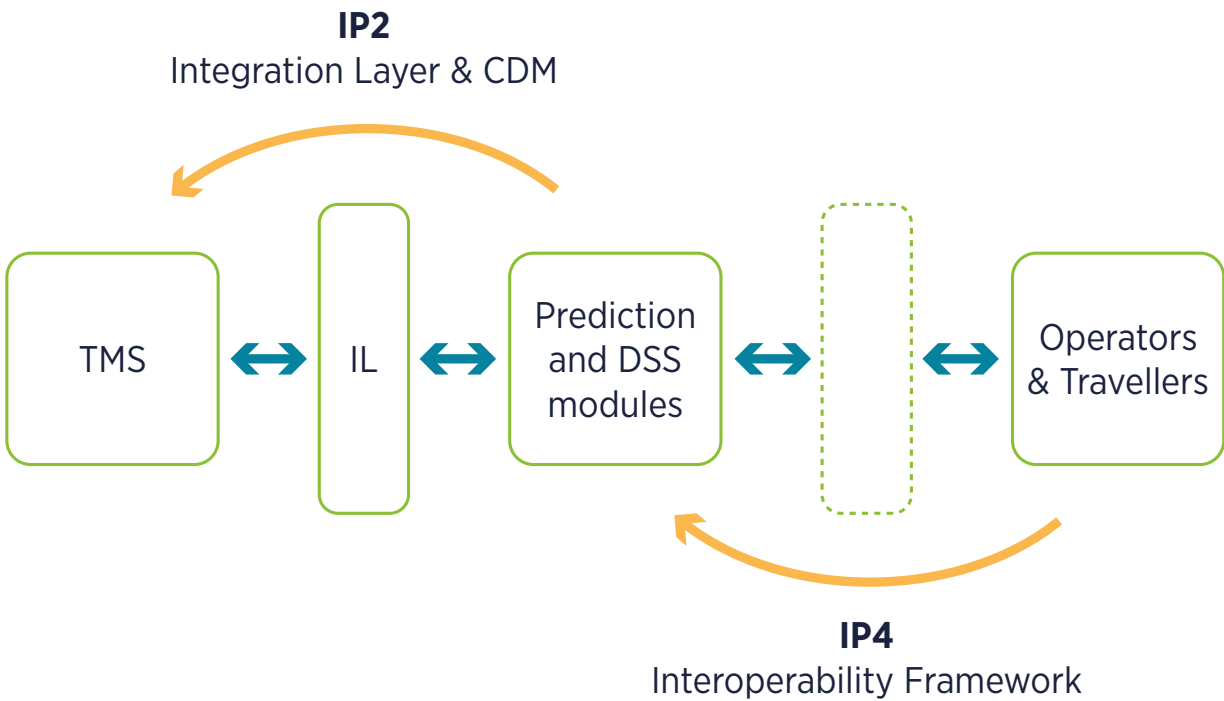 IP2
Integration Layer & CDM
TMS
IL
Prediction
and DSS
modules
Operators
& Travellers
IP4
Interoperability Framework